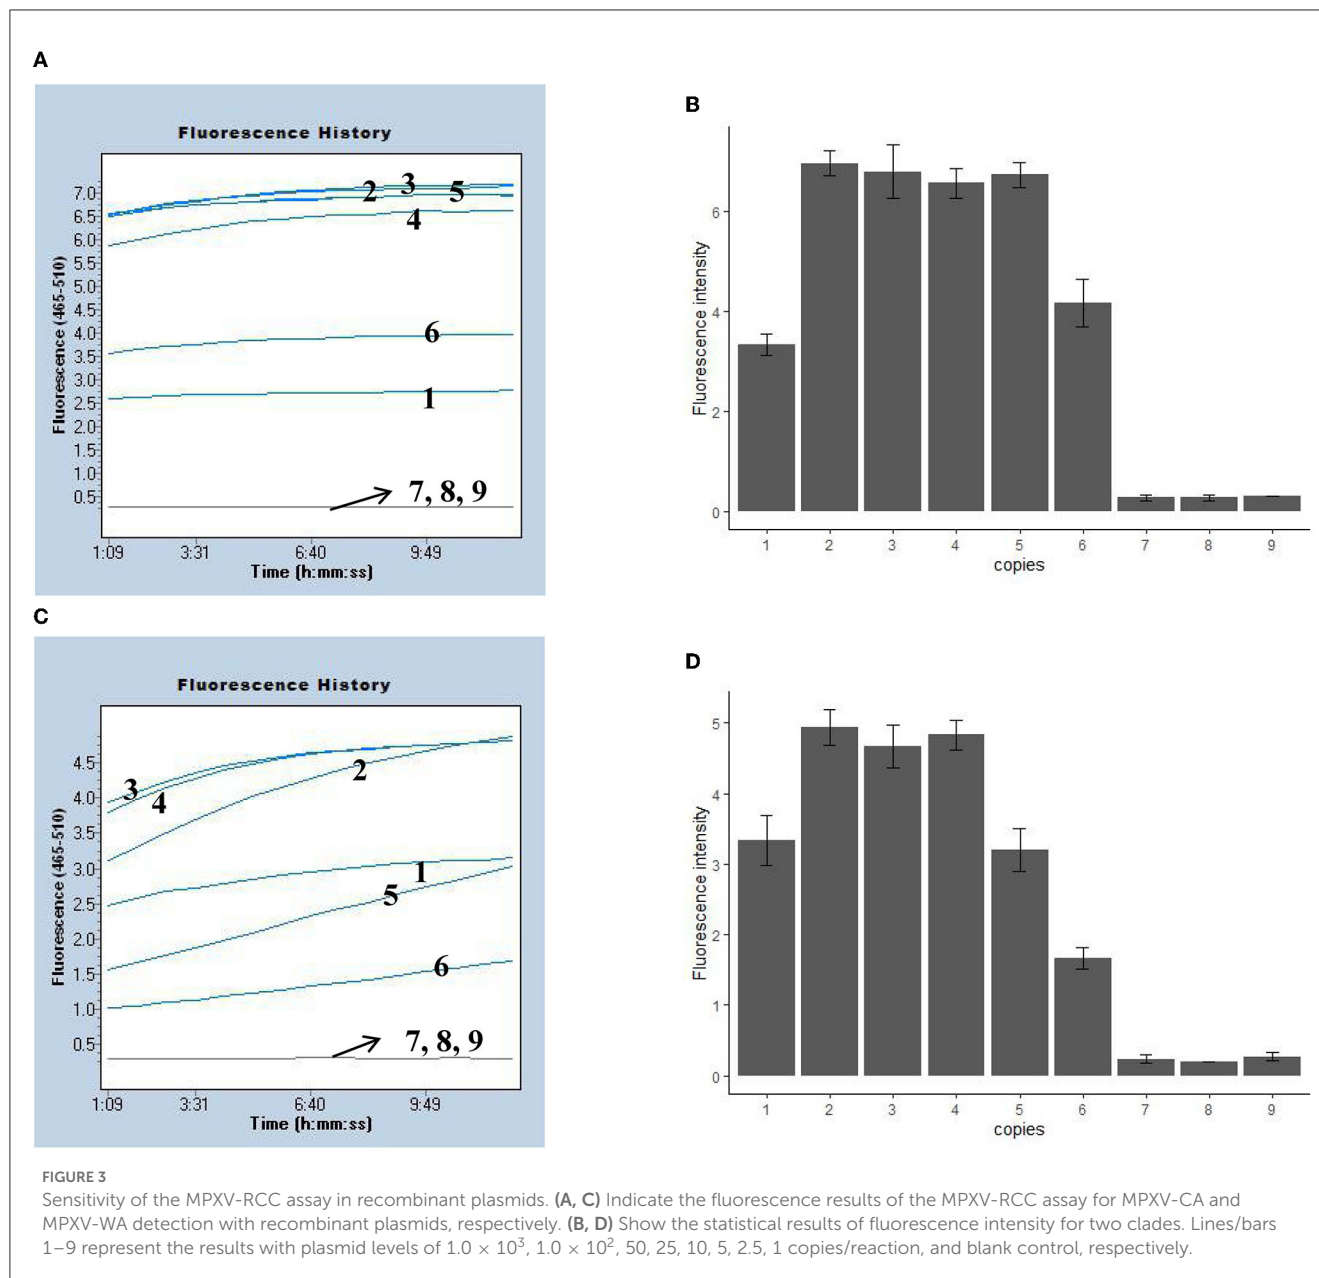 A
Fluorescence History
7.0
6.5
6.0
5.5
5.0
4.5
4.0
3.5
3.0
2.5
2.0
1.5
1.0
0.5
Fluorescence (465-510)
2
3
5
4
6
1
7, 8, 9
1:09 3:31 6:40 9:49
Time (h:mm:ss)
B
Fluorescence intensity
6
4
2
0
1 2 3 4 5 6 7 8 9
copies
C
Fluorescence History
4.5
4.0
3.5
3.0
2.5
2.0
1.5
1.0
0.5
Fluorescence (465-510)
3
4
2
1
5
6
7, 8, 9
1:09 3:31 6:40 9:49
Time (h:mm:ss)
D
Fluorescence intensity
5
4
3
2
1
0
1 2 3 4 5 6 7 8 9
copies
FIGURE 3
Sensitivity of the MPXV-RCC assay in recombinant plasmids. (A, C) Indicate the fluorescence results of the MPXV-RCC assay for MPXV-CA and
MPXV-WA detection with recombinant plasmids, respectively. (B, D) Show the statistical results of fluorescence intensity for two clades. Lines/bars
1–9 represent the results with plasmid levels of 1.0 × 10³, 1.0 × 10², 50, 25, 10, 5, 2.5, 1 copies/reaction, and blank control, respectively.